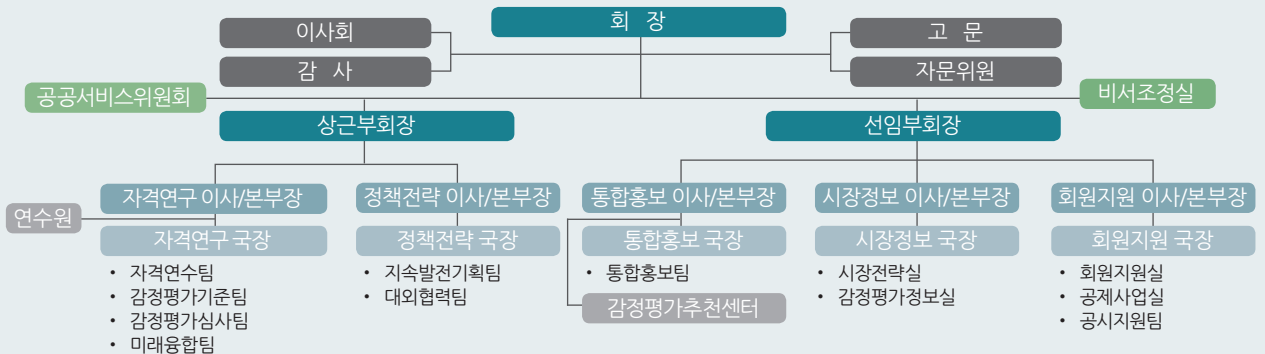 회 장
이사회
고 문
감 사
자문위원
공공서비스위원회
비서조정실
상근부회장
선임부회장
자격연구 이사/본부장
정책전략 이사/본부장
통합홍보 이사/본부장
시장정보 이사/본부장
회원지원 이사/본부장
연수원
자격연구 국장
정책전략 국장
통합홍보 국장
시장정보 국장
회원지원 국장
• 자격연수팀
• 감정평가기준팀
• 감정평가심사팀
• 미래융합팀
• 지속발전기획팀
• 대외협력팀
• 통합홍보팀
감정평가추천센터
• 시장전략실
• 감정평가정보실
• 회원지원실
• 공제사업실
• 공시지원팀